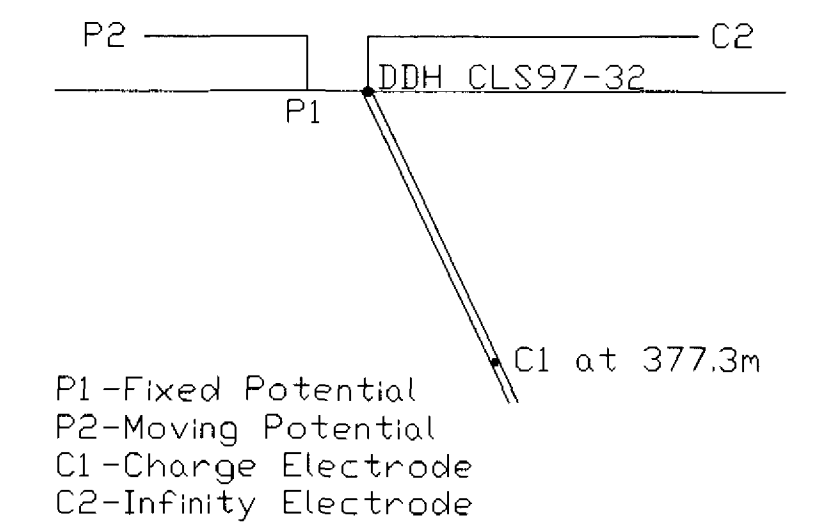 P2
C2
DDH CLS97-32
P1
C1 at 377.3m
P1-Fixed Potential
P2-Moving Potential
C1-Charge Electrode
C2-Infinity Electrode